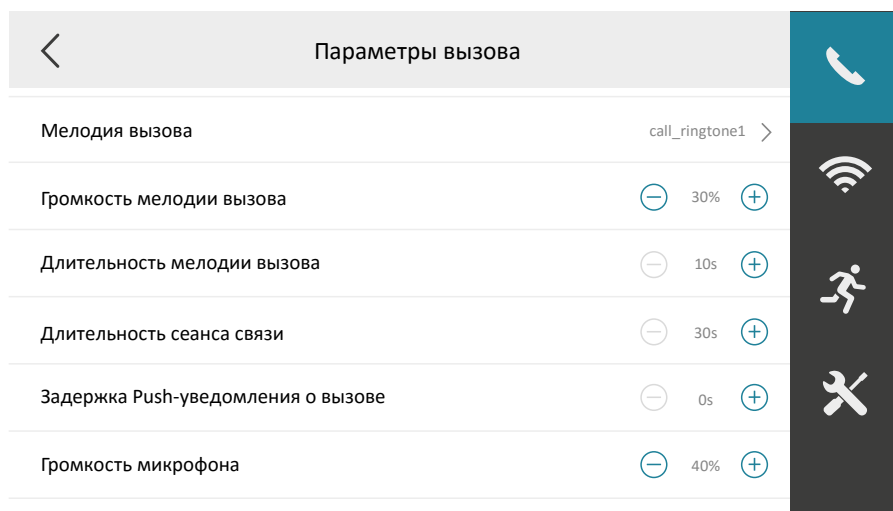 Параметры вызова
Мелодия вызова call_ringtone1
Громкость мелодии вызова 30%
Длительность мелодии вызова 10s
Длительность сеанса связи 30s
Задержка Push-уведомления о вызове 0s
Громкость микрофона 40%